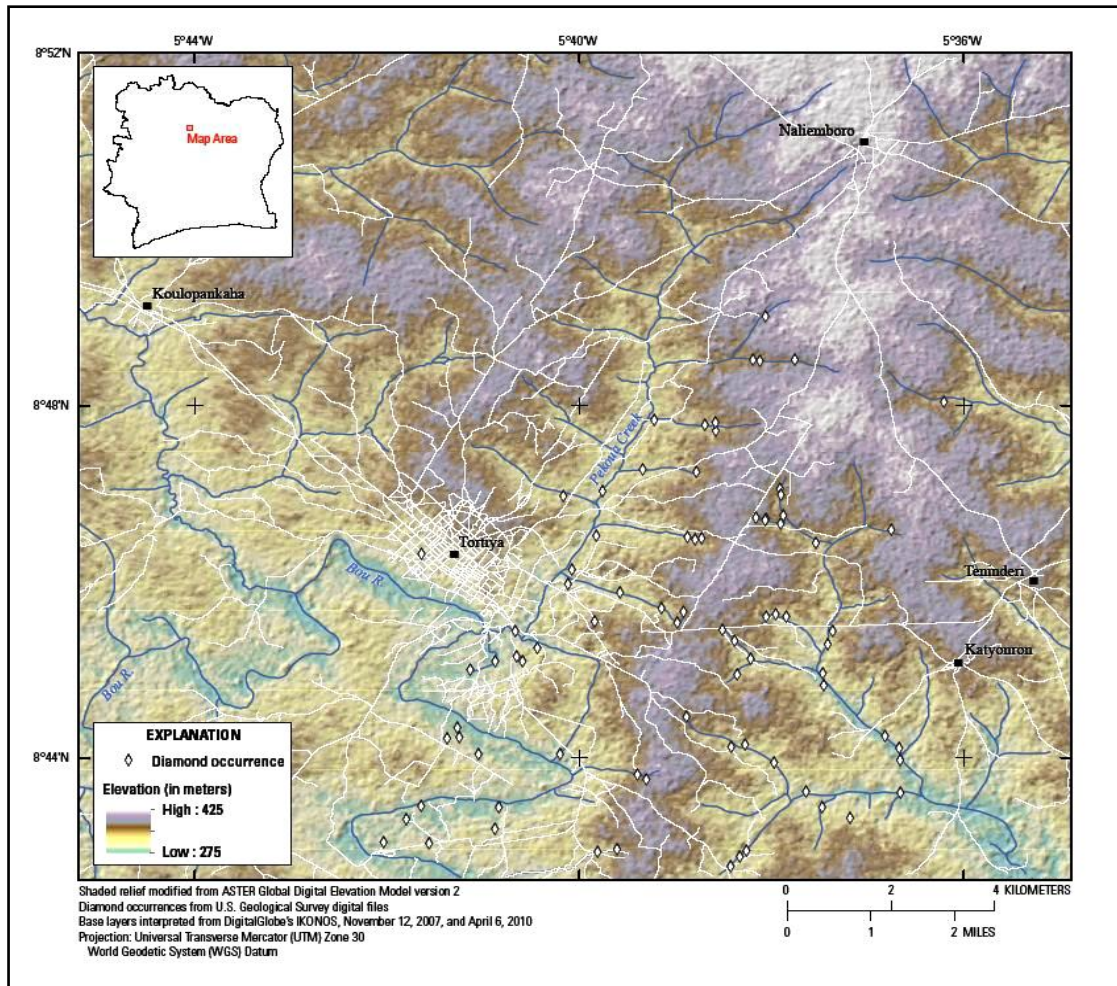 5°44'W 5°40'W 5°36'W
8°52'N
Map Area
Naliemboro
Koulopankaha
8°48'N
Pekoua Creek
Tortiya
Bou R.
Temnderi
Bou R.
Katyonron
EXPLANATION
Diamond occurrence
Elevation (in meters)
High : 425
Low : 275
8°44'N
Shaded relief modified from ASTER Global Digital Elevation Model version 2
Diamond occurrences from U.S. Geological Survey digital files
Base layers interpreted from DigitalGlobe's IKONOS, November 12, 2007, and April 6, 2010
Projection: Universal Transverse Mercator (UTM) Zone 30
World Geodetic System (WGS) Datum
0 2 4 KILOMETERS
0 1 2 MILES